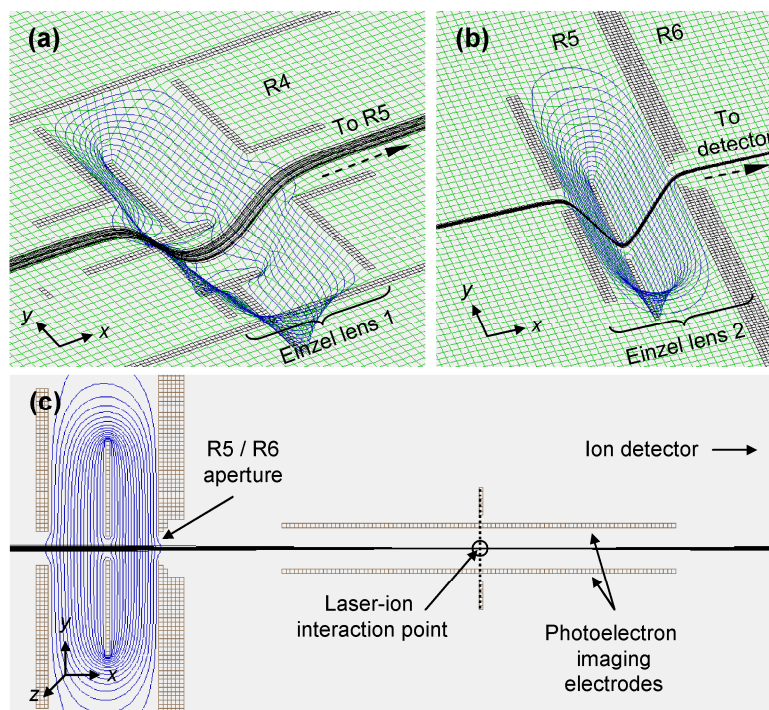 (a)
R4
To R5
y
x
Einzel lens 1
(b)
R5
R6
To
detector
y
x
Einzel lens 2
(c)
R5 / R6
aperture
Ion detector
Laser-ion
interaction point
Photoelectron
imaging
electrodes
y
x
z